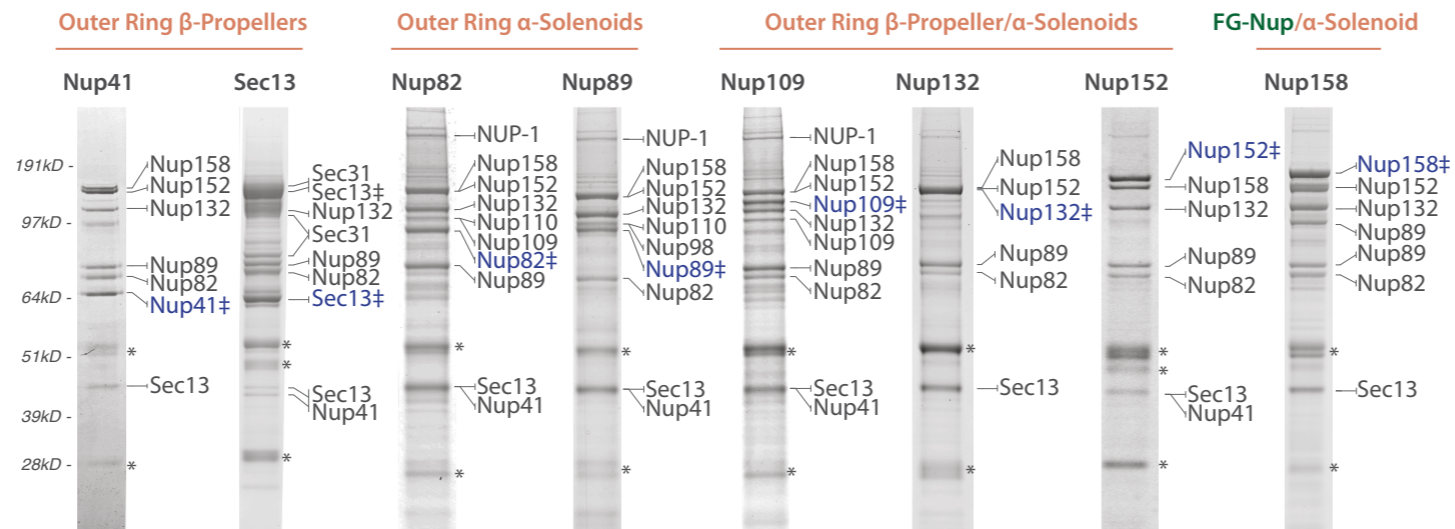 Outer Ring β-Propellers
Outer Ring α-Solenoids
Outer Ring β-Propeller/α-Solenoids
FG-Nup/α-Solenoid
Nup41
Sec13
Nup82
Nup89
Nup109
Nup132
Nup152
Nup158
191kD -
97kD -
64kD -
51kD -
39kD -
28kD -
Nup158
Nup152
Nup132
Nup89
Nup82
Nup41‡
*
Sec13
*
Sec31
Sec13‡
Nup132
Sec31
Nup89
Nup82
Sec13‡
*
*
Sec13
Nup41
*
NUP-1
Nup158
Nup152
Nup132
Nup110
Nup109
Nup82‡
Nup89
*
Sec13
Nup41
*
NUP-1
Nup158
Nup152
Nup132
Nup110
Nup98
Nup89‡
Nup82
*
Sec13
Nup41
*
NUP-1
Nup158
Nup152
Nup109‡
Nup132
Nup109
Nup89
Nup82
*
Sec13
Nup41
*
Nup158
Nup152
Nup132‡
Nup89
Nup82
*
Sec13
*
Nup152‡
Nup158
Nup132
Nup89
Nup82
*
*
Sec13
Nup41
*
Nup158‡
Nup152
Nup132
Nup89
Nup89
Nup82
*
Sec13
*